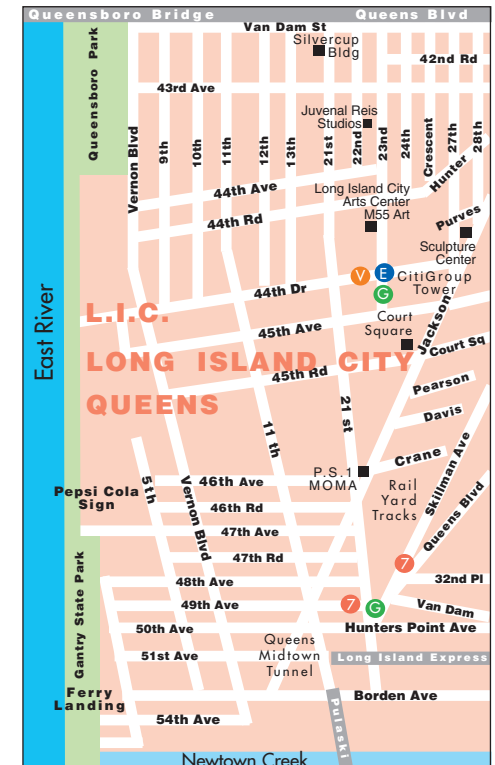 Queensboro Bridge
Queens Blvd
Van Dam St
Silvercup
Bldg
42nd Rd
Queensboro Park
43rd Ave
Juvenal Reis
Studios
Vernon Blvd
9th
10th
11th
12th
13th
21st
22nd
23nd
24th
Crescent
27th
28th
Hunter
44th Ave
Long Island City
Arts Center
M55 Art
44th Rd
Purves
Sculpture
Center
V
E
G
CitiGroup
Tower
44th Dr
East River
L.I.C.
LONG ISLAND CITY
QUEENS
Court
Square
Jackson
45th Ave
Court Sq
45th Rd
Pearson
Davis
21 st
11 th
Crane
P.S.1
MOMA
Rail
Yard
Tracks
Skillman Ave
Queens Blvd
5th
Vernon Blvd
46th Ave
Pepsi Cola
Sign
46th Rd
47th Ave
47th Rd
7
48th Ave
32nd Pl
Gantry State Park
49th Ave
7
G
Van Dam
50th Ave
Hunters Point Ave
Queens
Midtown
Tunnel
51st Ave
Long Island Express
Ferry
Landing
Borden Ave
54th Ave
Pulaski
Newtown Creek